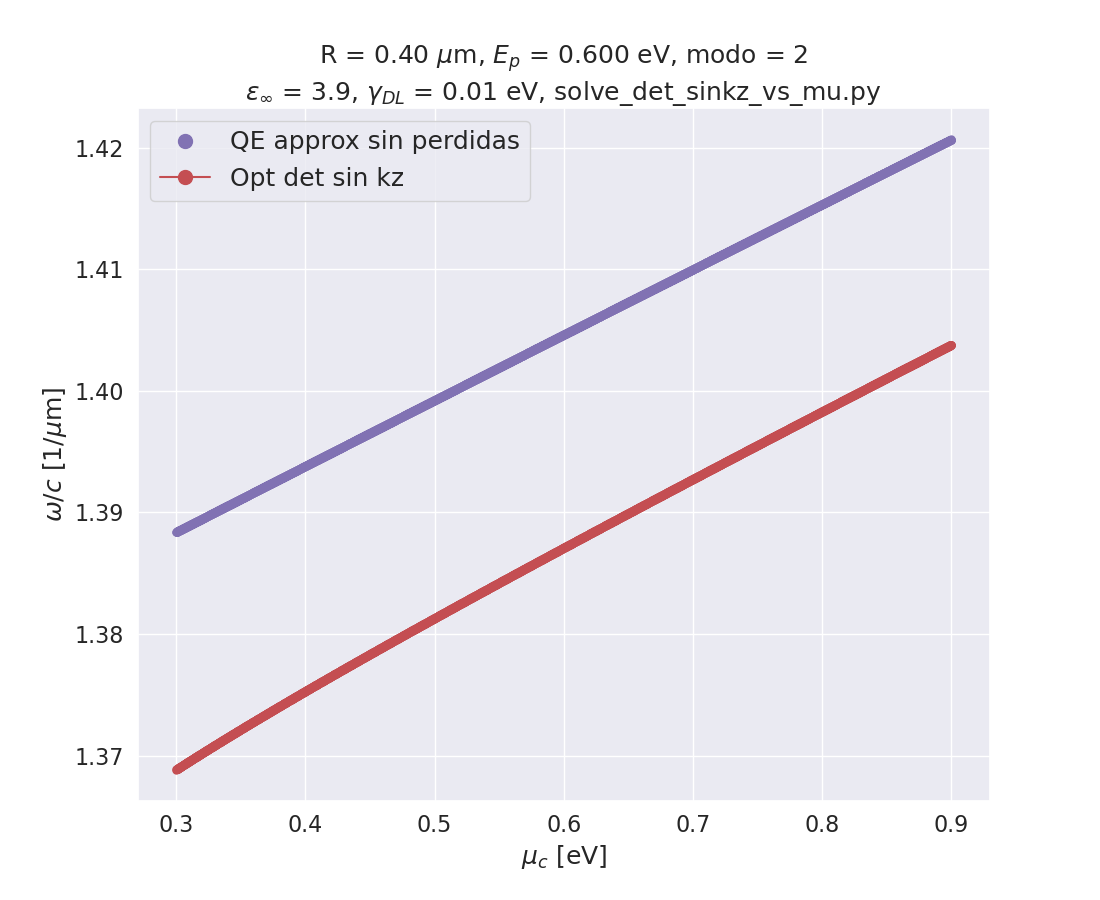 R = 0.40 μm, E_p = 0.600 eV, modo = 2
ε_∞ = 3.9, γ_DL = 0.01 eV, solve_det_sinkz_vs_mu.py
QE approx sin perdidas
Opt det sin kz
1.42
1.41
1.40
1.39
1.38
1.37
ω/c [1/μm]
0.3 0.4 0.5 0.6 0.7 0.8 0.9
μ_c [eV]